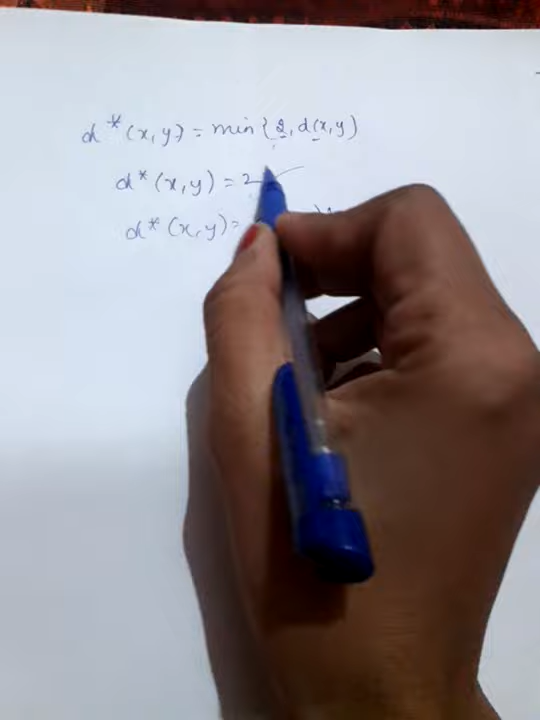 d*(x,y) = min{2, d(x,y)
d*(x,y) = 2
d*(x,y) =